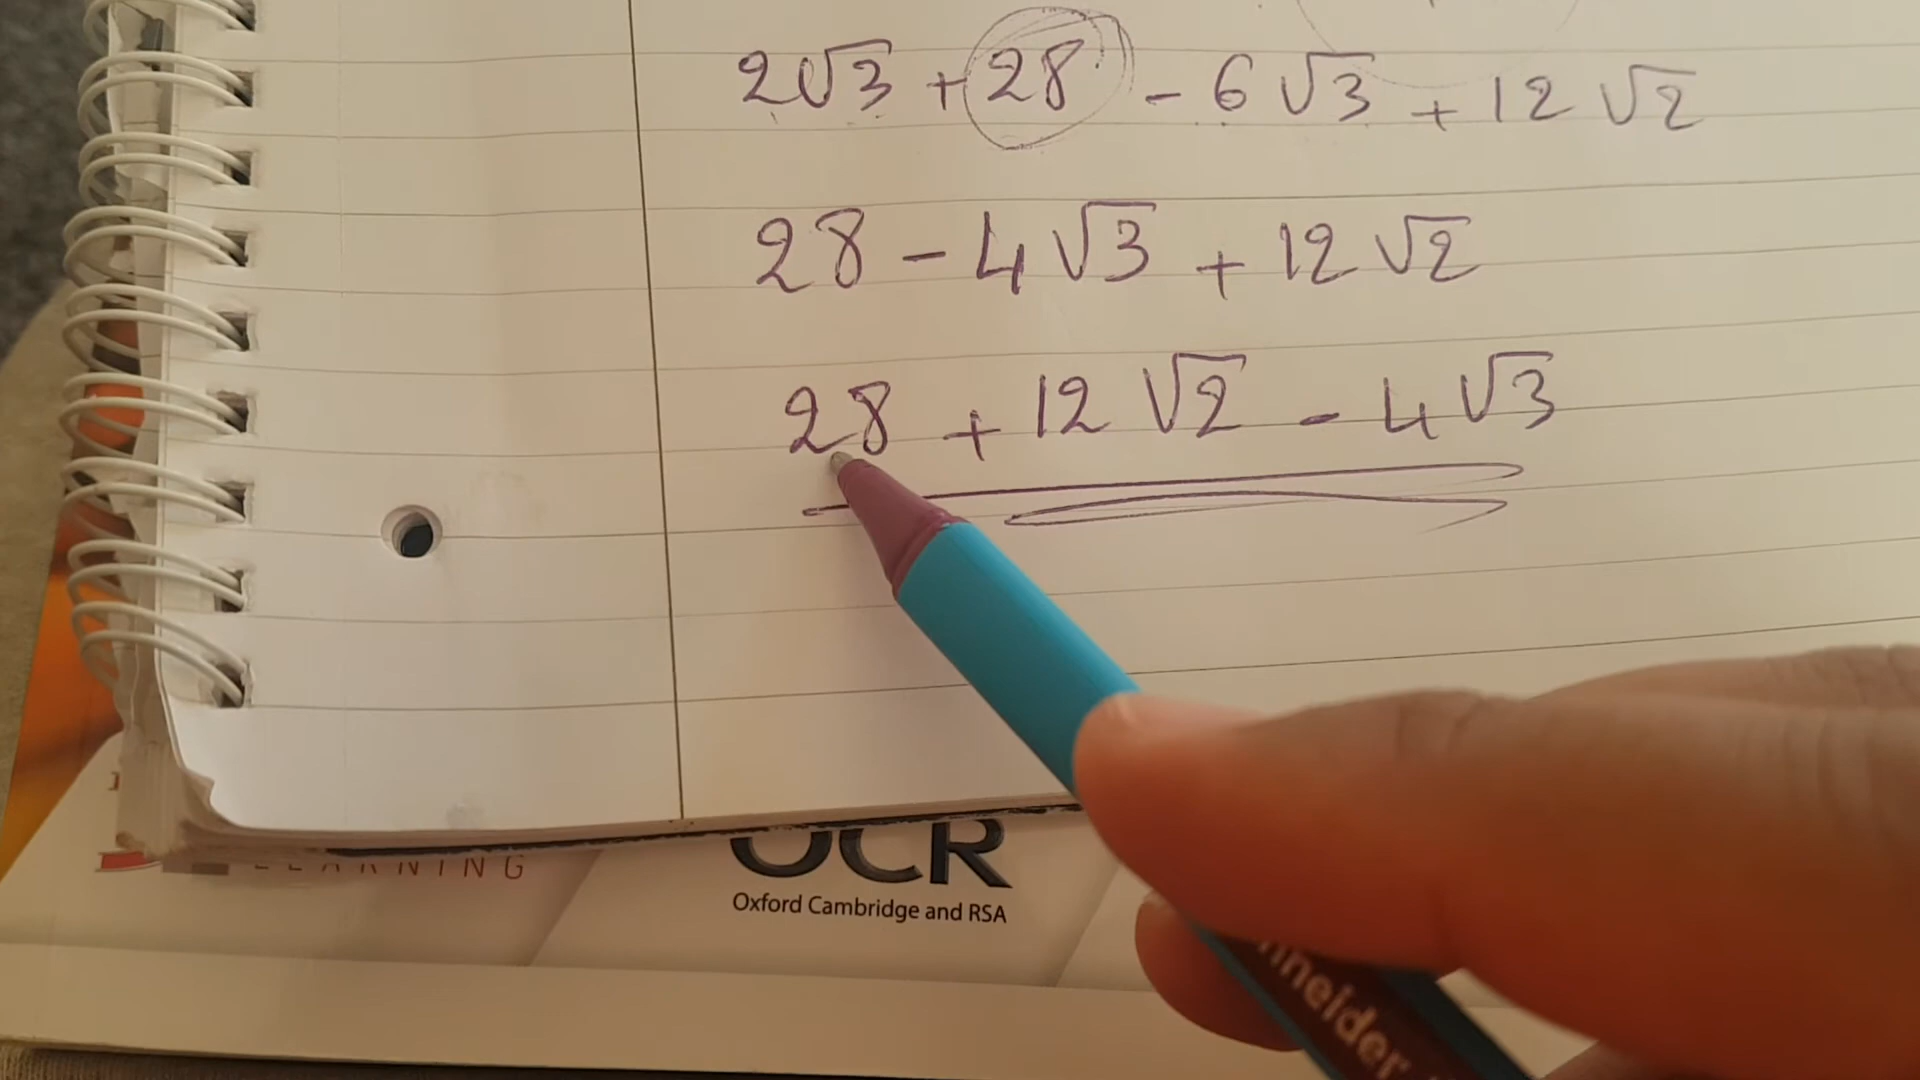 2√3 + 28 - 6√3 + 12√2
28 - 4√3 + 12√2
28 + 12√2 - 4√3
LEARNING
OCR
Oxford Cambridge and RSA